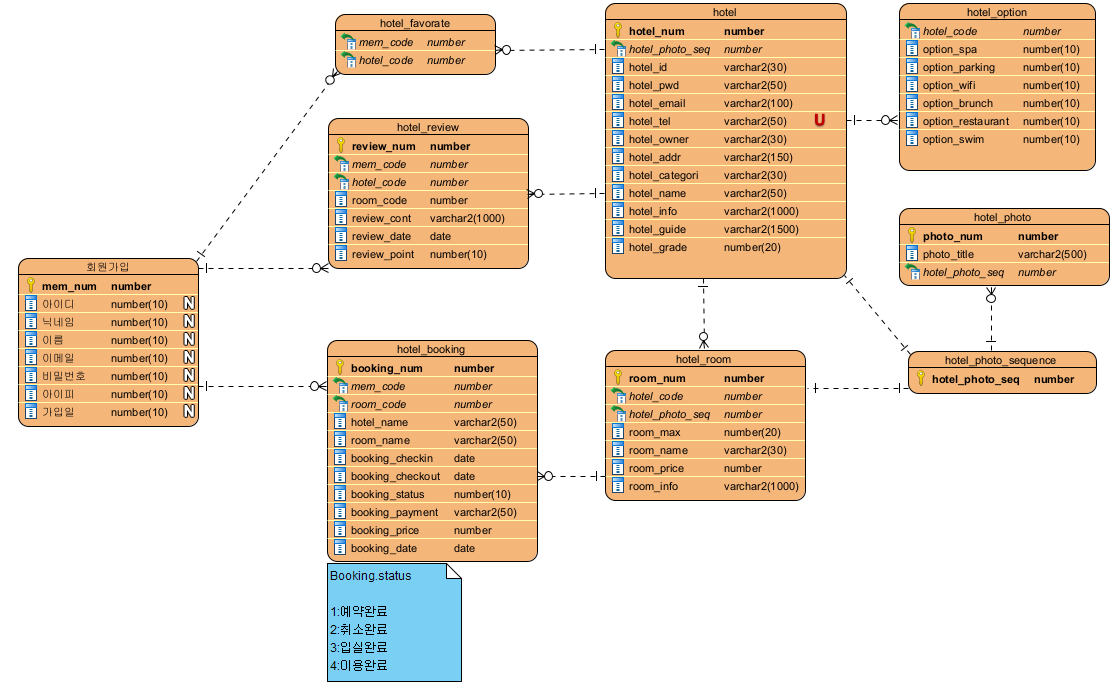 hotel_favorate
mem_code number
hotel_code number
hotel
hotel_num number
hotel_photo_seq number
hotel_id varchar2(30)
hotel_pwd varchar2(50)
hotel_email varchar2(100)
hotel_tel varchar2(50) U
hotel_owner varchar2(30)
hotel_addr varchar2(150)
hotel_categori varchar2(30)
hotel_name varchar2(50)
hotel_info varchar2(1000)
hotel_guide varchar2(1500)
hotel_grade number(20)
hotel_option
hotel_code number
option_spa number(10)
option_parking number(10)
option_wifi number(10)
option_brunch number(10)
option_restaurant number(10)
option_swim number(10)
hotel_review
review_num number
mem_code number
hotel_code number
room_code number
review_cont varchar2(1000)
review_date date
review_point number(10)
hotel_photo
photo_num number
photo_title varchar2(500)
hotel_photo_seq number
회원가입
mem_num number
아이디 number(10) N
닉네임 number(10) N
이름 number(10) N
이메일 number(10) N
비밀번호 number(10) N
아이피 number(10) N
가입일 number(10) N
hotel_booking
booking_num number
mem_code number
room_code number
hotel_name varchar2(50)
room_name varchar2(50)
booking_checkin date
booking_checkout date
booking_status number(10)
booking_payment varchar2(50)
booking_price number
booking_date date
hotel_room
room_num number
hotel_code number
hotel_photo_seq number
room_max number(20)
room_name varchar2(30)
room_price number
room_info varchar2(1000)
hotel_photo_sequence
hotel_photo_seq number
Booking.status
1:예약완료
2:취소완료
3:입실완료
4:이용완료